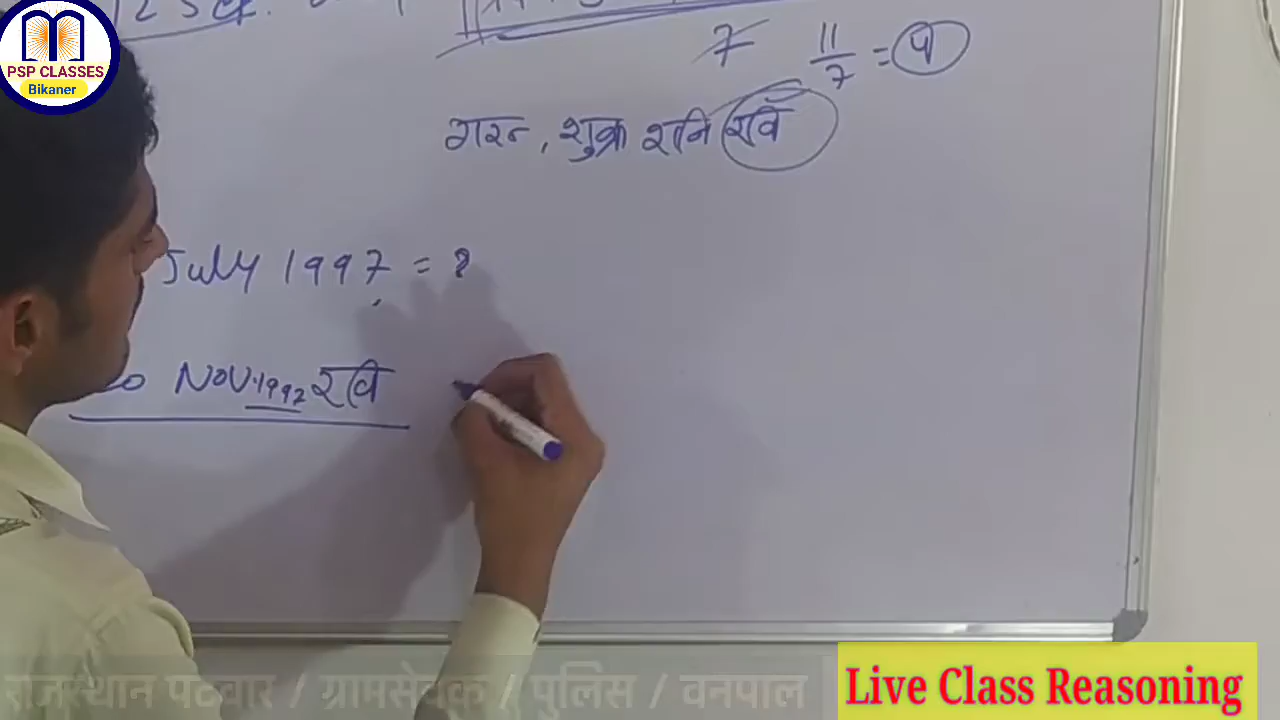 PSP CLASSES
Bikaner
7 11/7 = 4
शुक्र शनि रवि
July 1997 = ?
NOV. 1992 रवि
राजस्थान पटवार / ग्रामसेवक / पुलिस / वनपाल
Live Class Reasoning